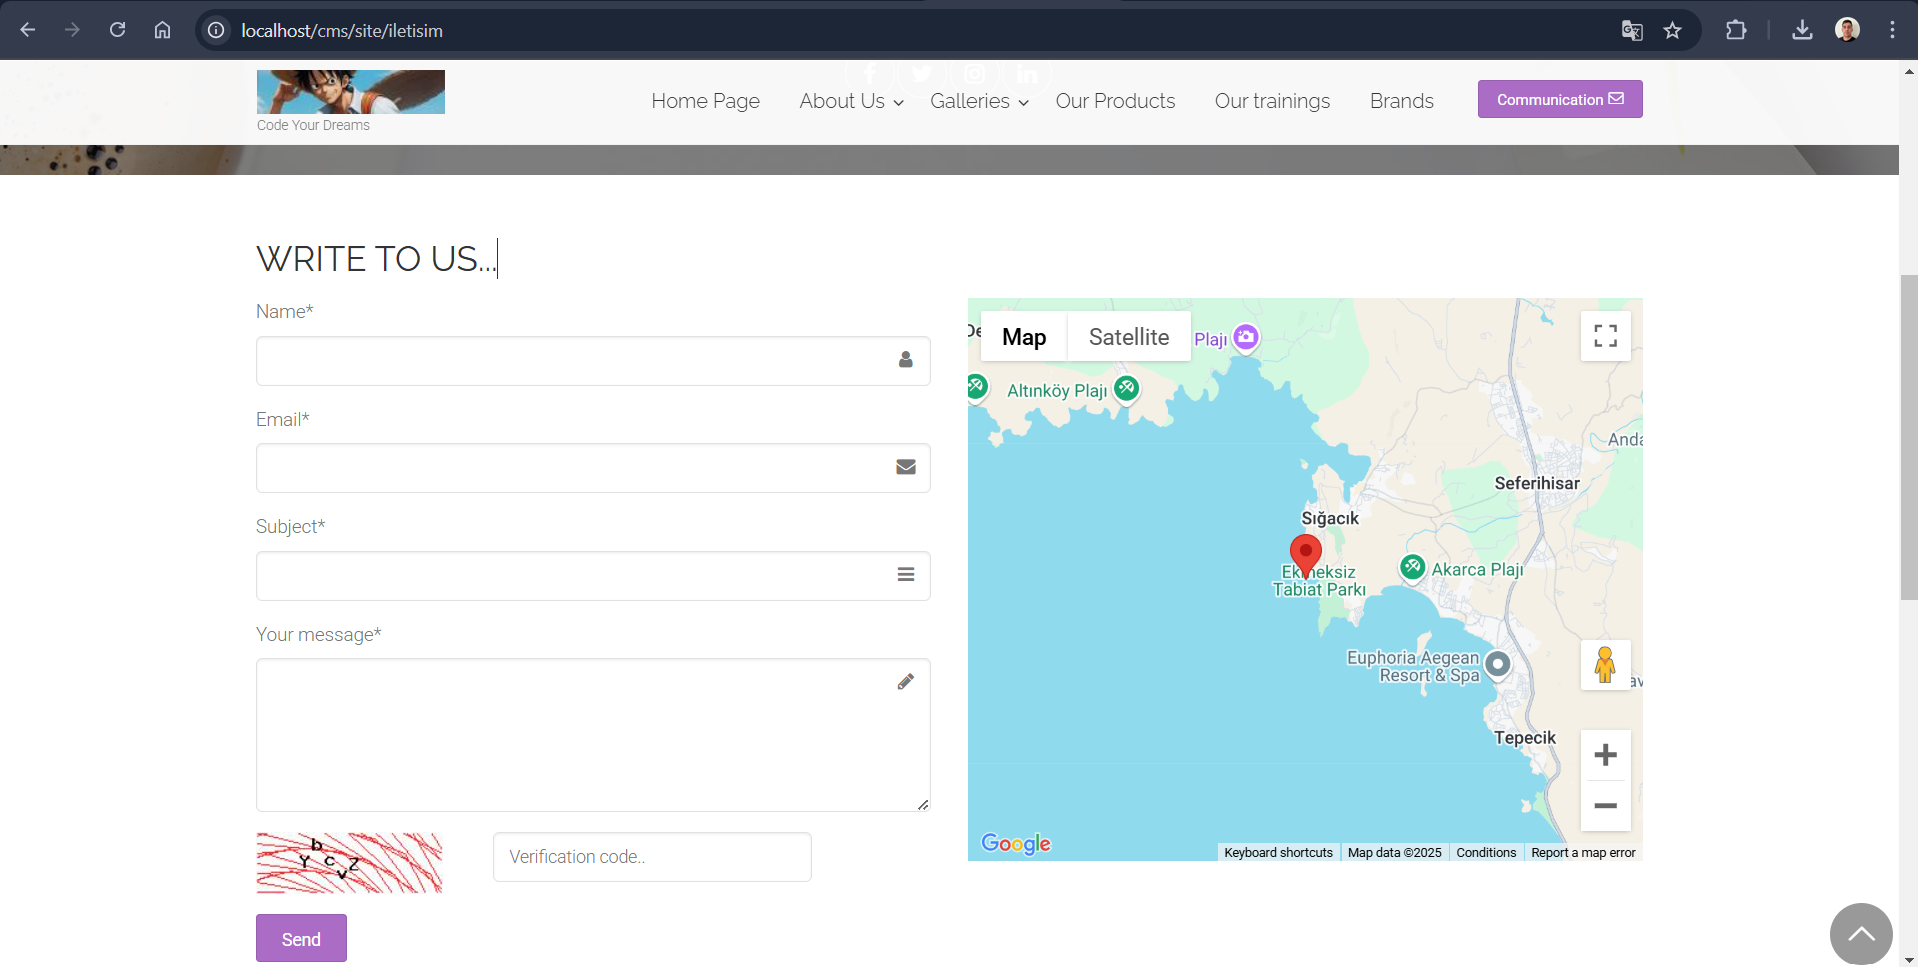 localhost/cms/site/iletisim
Code Your Dreams
Home Page
About Us
Galleries
Our Products
Our trainings
Brands
Communication
WRITE TO US...
Name*
Email*
Subject*
Your message*
Y b c v Z
Verification code..
Send
Map
Satellite
Plajı
Altınköy Plajı
Seferihisar
Sığacık
Tabiat Parkı
Akarca Plajı
Euphoria Aegean
Resort & Spa
Tepecik
Google
Keyboard shortcuts
Map data ©2025
Conditions
Report a map error